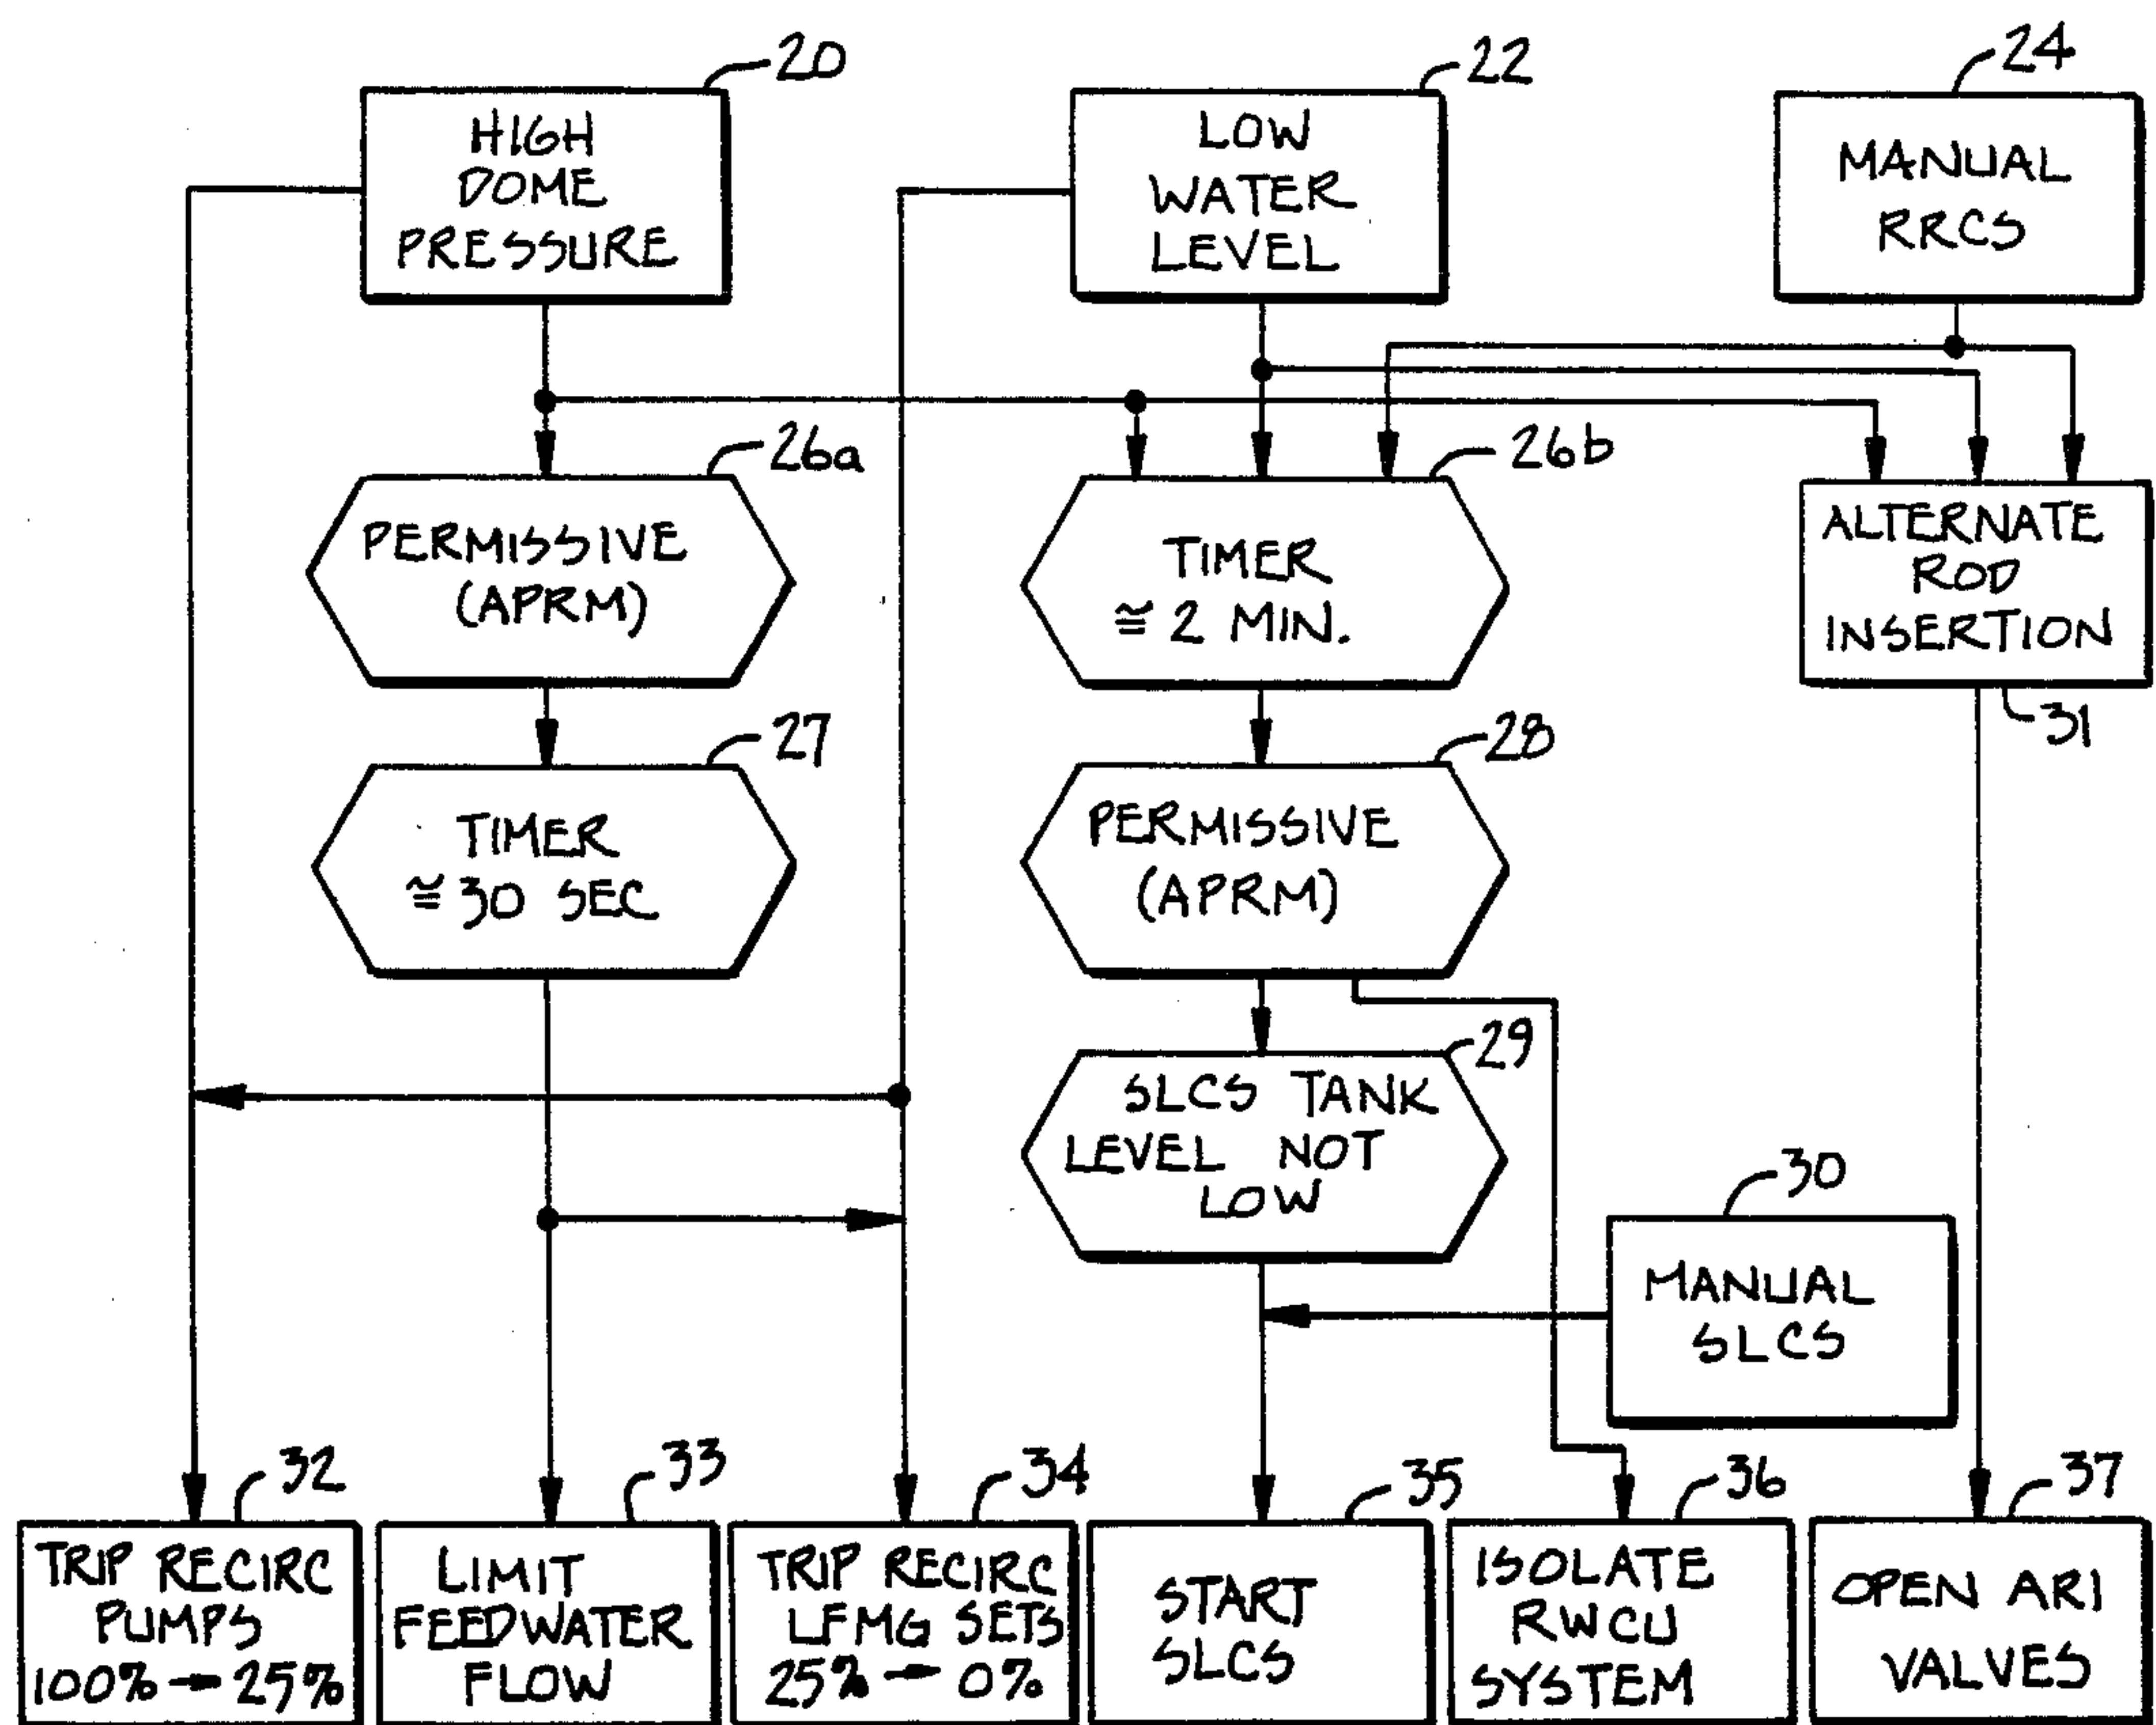 20
HIGH
DOME
PRESSURE
22
LOW
WATER
LEVEL
24
MANUAL
RRCS
26a
PERMISSIVE
(APRM)
26b
TIMER
≅ 2 MIN.
ALTERNATE
ROD
INSERTION
31
27
TIMER
≅ 30 SEC
28
PERMISSIVE
(APRM)
29
SLCS TANK
LEVEL NOT
LOW
30
MANUAL
SLCS
32
TRIP RECIRC
PUMPS
100% → 25%
33
LIMIT
FEEDWATER
FLOW
34
TRIP RECIRC
LFMG SETS
25% → 0%
35
START
SLCS
36
ISOLATE
RWCU
SYSTEM
37
OPEN ARI
VALVES